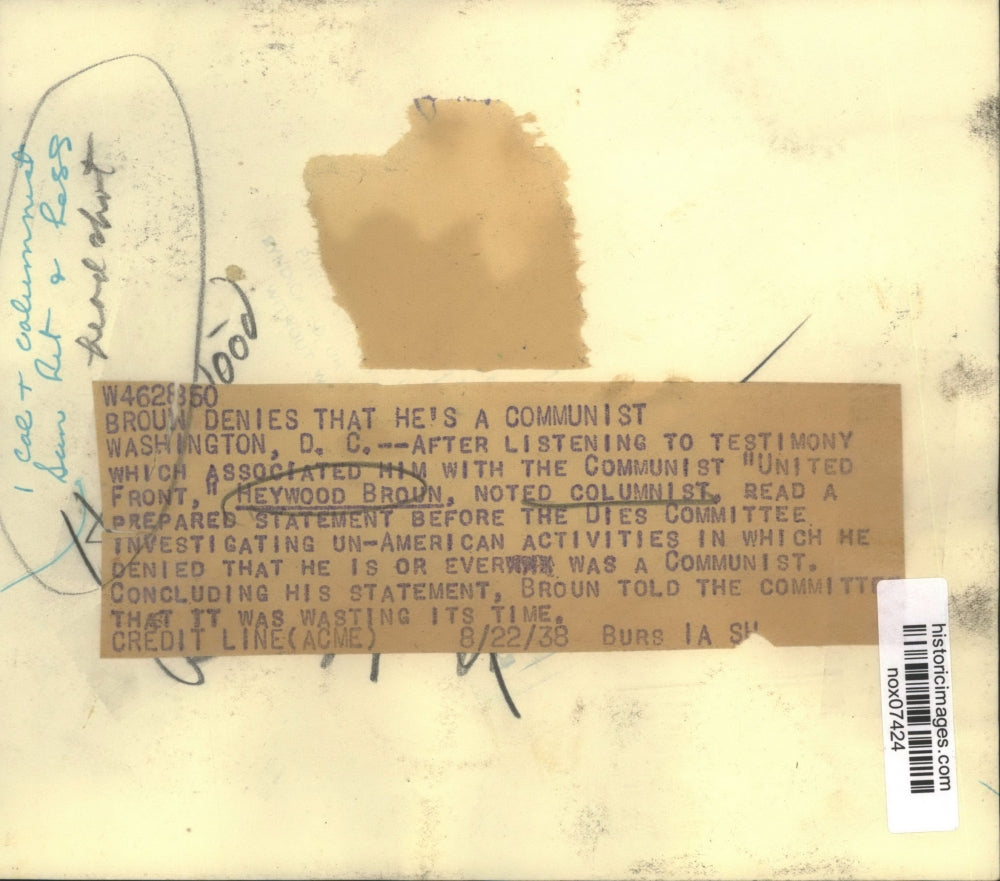 1 col + columnist
head shot
W462850
BROUN DENIES THAT HE'S A COMMUNIST
WASHINGTON, D. C.--AFTER LISTENING TO TESTIMONY
WHICH ASSOCIATED HIM WITH THE COMMUNIST "UNITED
FRONT," HEYWOOD BROUN, NOTED COLUMNIST, READ A
PREPARED STATEMENT BEFORE THE DIES COMMITTEE
INVESTIGATING UN-AMERICAN ACTIVITIES IN WHICH HE
DENIED THAT HE IS OR EVER WAS A COMMUNIST.
CONCLUDING HIS STATEMENT, BROUN TOLD THE COMMITTE
THAT IT WAS WASTING ITS TIME.
CREDIT LINE(ACME) 8/22/38 BURS IA SH
historicimages.com
nox07424